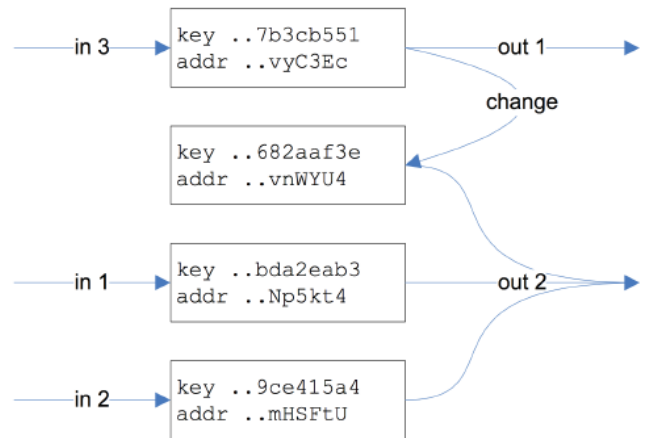 in 3
key ..7b3cb551
addr ..vyC3Ec
out 1
change
key ..682aaf3e
addr ..vnWYU4
in 1
key ..bda2eab3
addr ..Np5kt4
out 2
in 2
key ..9ce415a4
addr ..mHSFtU